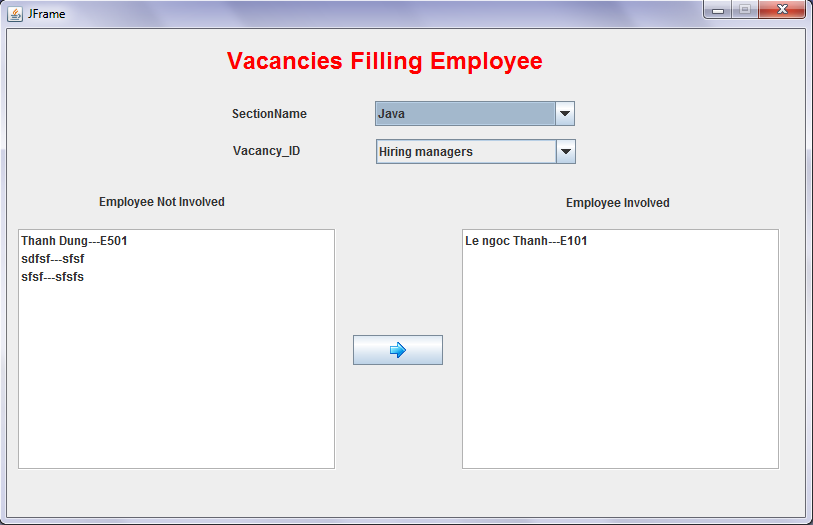 JFrame
Vacancies Filling Employee
SectionName
Java
Vacancy_ID
Hiring managers
Employee Not Involved
Employee Involved
Thanh Dung---E501
sdfsf---sfsf
sfsf---sfsfs
Le ngoc Thanh---E101